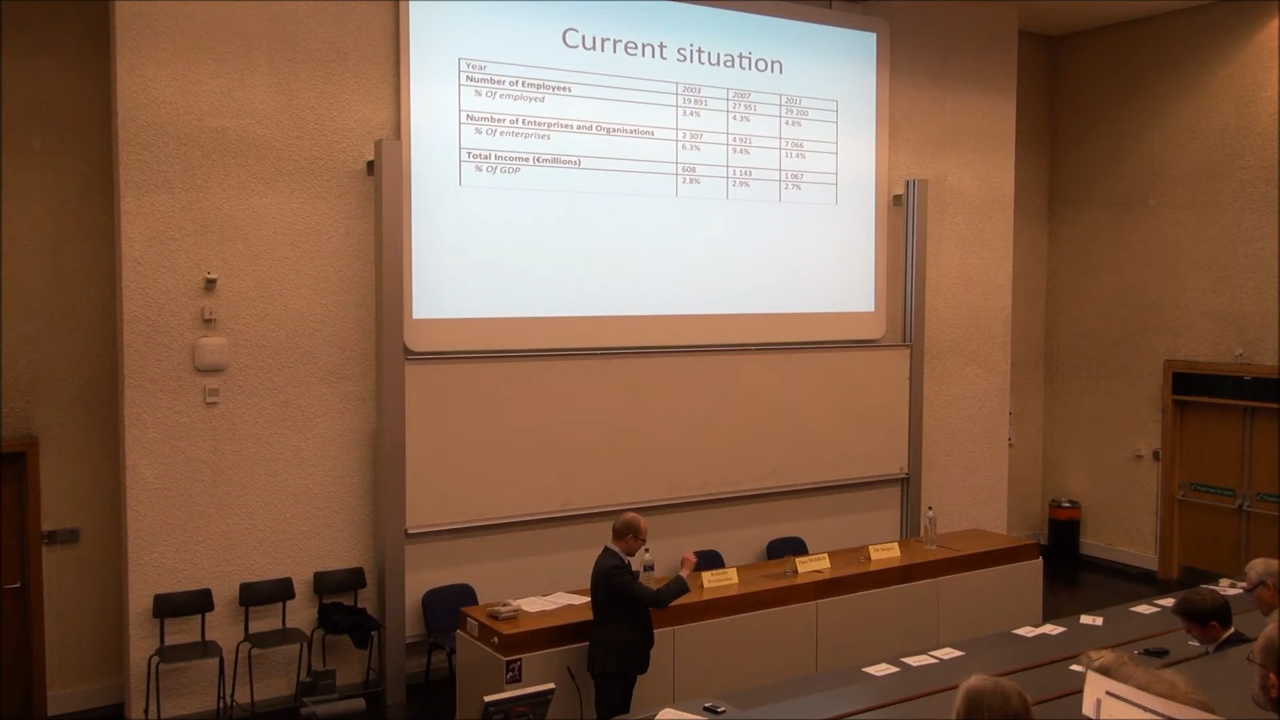 Current situation
Year 2003 2007 2011
Number of Employees 19 891 27 951 29 200
% Of employed 3.4% 4.3% 4.8%
Number of Enterprises and Organisations 2 307 4 921 7 066
% Of enterprises 6.3% 9.4% 11.4%
Total Income (€millions) 608 1 143 1 067
% Of GDP 2.8% 2.9% 2.7%